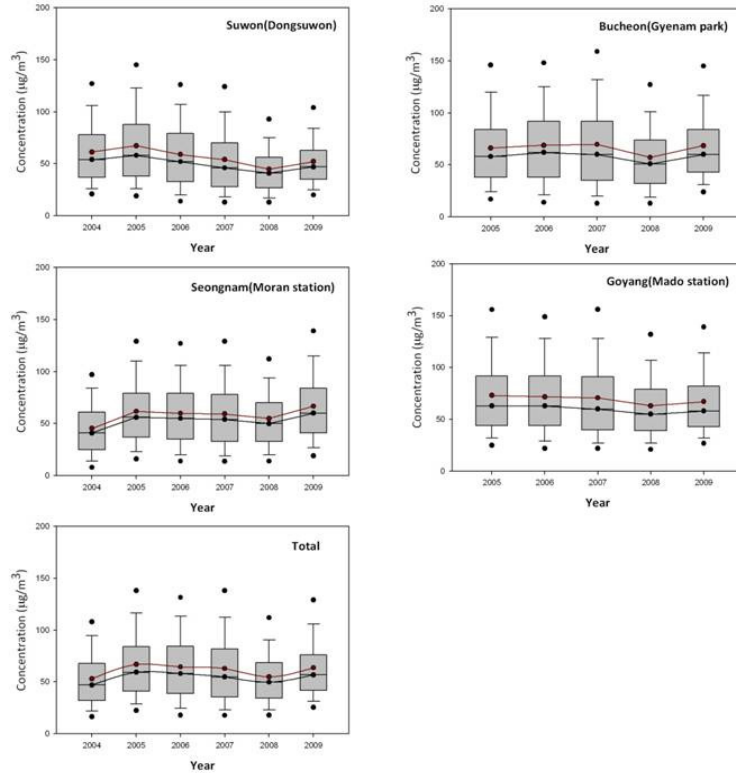 Suwon(Dongsuwon)
Concentration (µg/m³)
200
150
100
50
0
2004 2005 2006 2007 2008 2009
Year
Bucheon(Gyenam park)
Concentration (µg/m³)
200
150
100
50
0
2005 2006 2007 2008 2009
Year
Seongnam(Moran station)
Concentration (µg/m³)
200
150
100
50
0
2004 2005 2006 2007 2008 2009
Year
Goyang(Mado station)
Concentration (µg/m³)
200
150
100
50
0
2005 2006 2007 2008 2009
Year
Total
Concentration (µg/m³)
200
150
100
50
0
2004 2005 2006 2007 2008 2009
Year